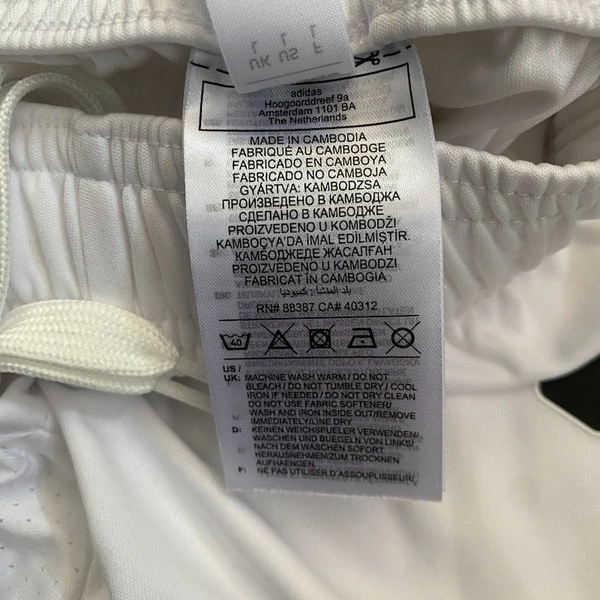 L L L
UK US F
adidas
Hoogoorddreef 9a
Amsterdam 1101 BA
The Netherlands
MADE IN CAMBODIA
FABRIQUÉ AU CAMBODGE
FABRICADO EN CAMBOYA
FABRICADO NO CAMBOJA
GYÁRTVA: KAMBODZSA
ПРОИЗВЕДЕНО В КАМБОДЖА
СДЕЛАНО В КАМБОДЖЕ
PROIZVEDENO U KOMBODŽI
KAMBOÇYA'DA İMAL EDİLMİŞTİR.
КАМБОДЖЕДЕ ЖАСАЛҒАН
PROIZVEDENO U KAMBODZI
FABRICAT ÎN CAMBOGIA
بلد المنشأ: كمبوديا
RN# 88387 CA# 40312
40
US /
UK: MACHINE WASH WARM / DO NOT
BLEACH / DO NOT TUMBLE DRY / COOL
IRON IF NEEDED / DO NOT DRY CLEAN
DO NOT USE FABRIC SOFTENER/
WASH AND IRON INSIDE OUT/REMOVE
IMMEDIATELY/LINE DRY
D: KEINEN WEICHSPUELER VERWENDEN/
WASCHEN UND BUEGELN VON LINKS/
NACH DEM WASCHEN SOFORT
HERAUSNEHMEN/ZUM TROCKNEN
AUFHAENGEN
F: NE PAS UTILISER D'ASSOUPLISSEUR/